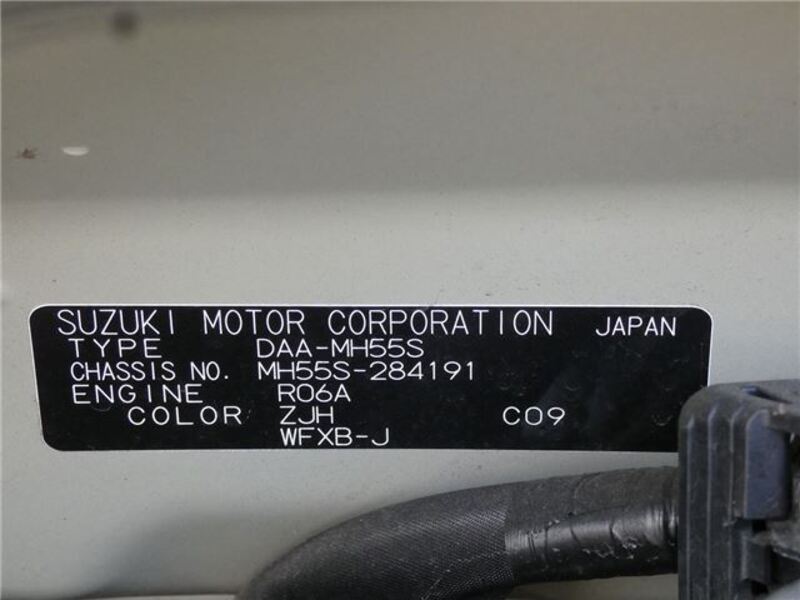 SUZUKI MOTOR CORPORATION JAPAN
TYPE DAA-MH55S
CHASSIS NO. MH55S-284191
ENGINE R06A
COLOR ZJH C09
WFXB-J